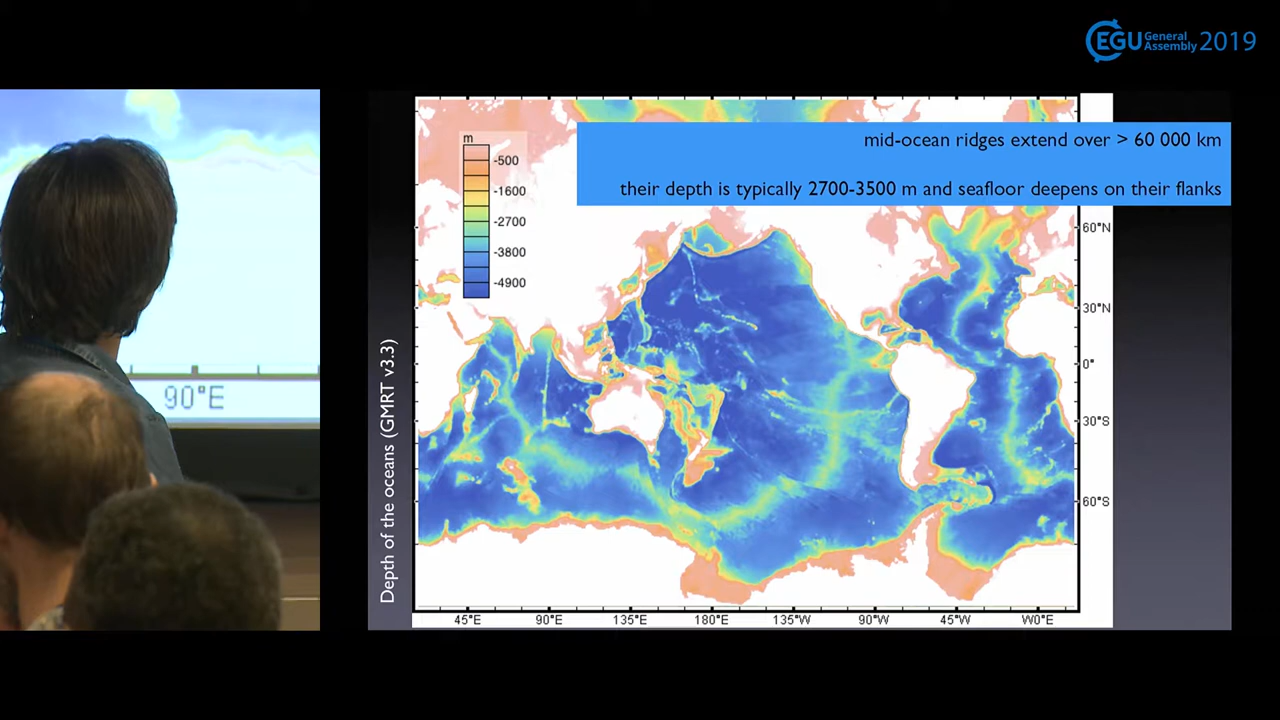 EGU General Assembly 2019
mid-ocean ridges extend over > 60 000 km
their depth is typically 2700-3500 m and seafloor deepens on their flanks
m
-500
-1600
-2700
-3800
-4900
60°N
30°N
0°
30°S
60°S
45°E
90°E
135°E
180°E
135°W
90°W
45°W
W0°E
Depth of the oceans (GMRT v3.3)
90°E